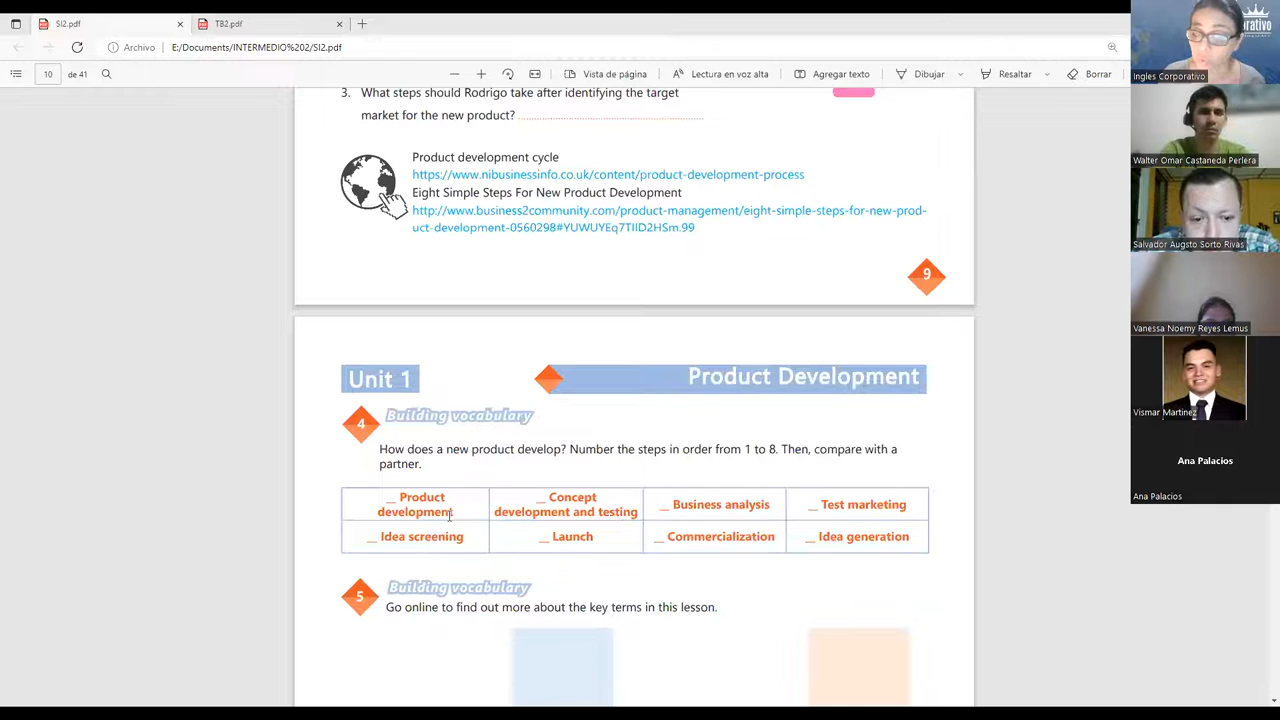 SI2.pdf
TB2.pdf
Archivo
E:/Documents/INTERMEDIO%202/SI2.pdf
10
de 41
Vista de página
Lectura en voz alta
Agregar texto
Dibujar
Resaltar
Borrar
3. What steps should Rodrigo take after identifying the target
market for the new product?
Product development cycle
https://www.nibusinessinfo.co.uk/content/product-development-process
Eight Simple Steps For New Product Development
http://www.business2community.com/product-management/eight-simple-steps-for-new-prod-
uct-development-0560298#YUWUYEq7TIID2HSm.99
9
Unit 1
Product Development
4
Building vocabulary
How does a new product develop? Number the steps in order from 1 to 8. Then, compare with a
partner.
__ Product
development
__ Concept
development and testing
__ Business analysis
__ Test marketing
__ Idea screening
__ Launch
__ Commercialization
__ Idea generation
5
Building vocabulary
Go online to find out more about the key terms in this lesson.
rativo
Ingles Corporativo
Walter Omar Castaneda Perlera
Salvador Augsto Sorto Rivas
Vanessa Noemy Reyes Lemus
Vismar Martinez
Ana Palacios
Ana Palacios